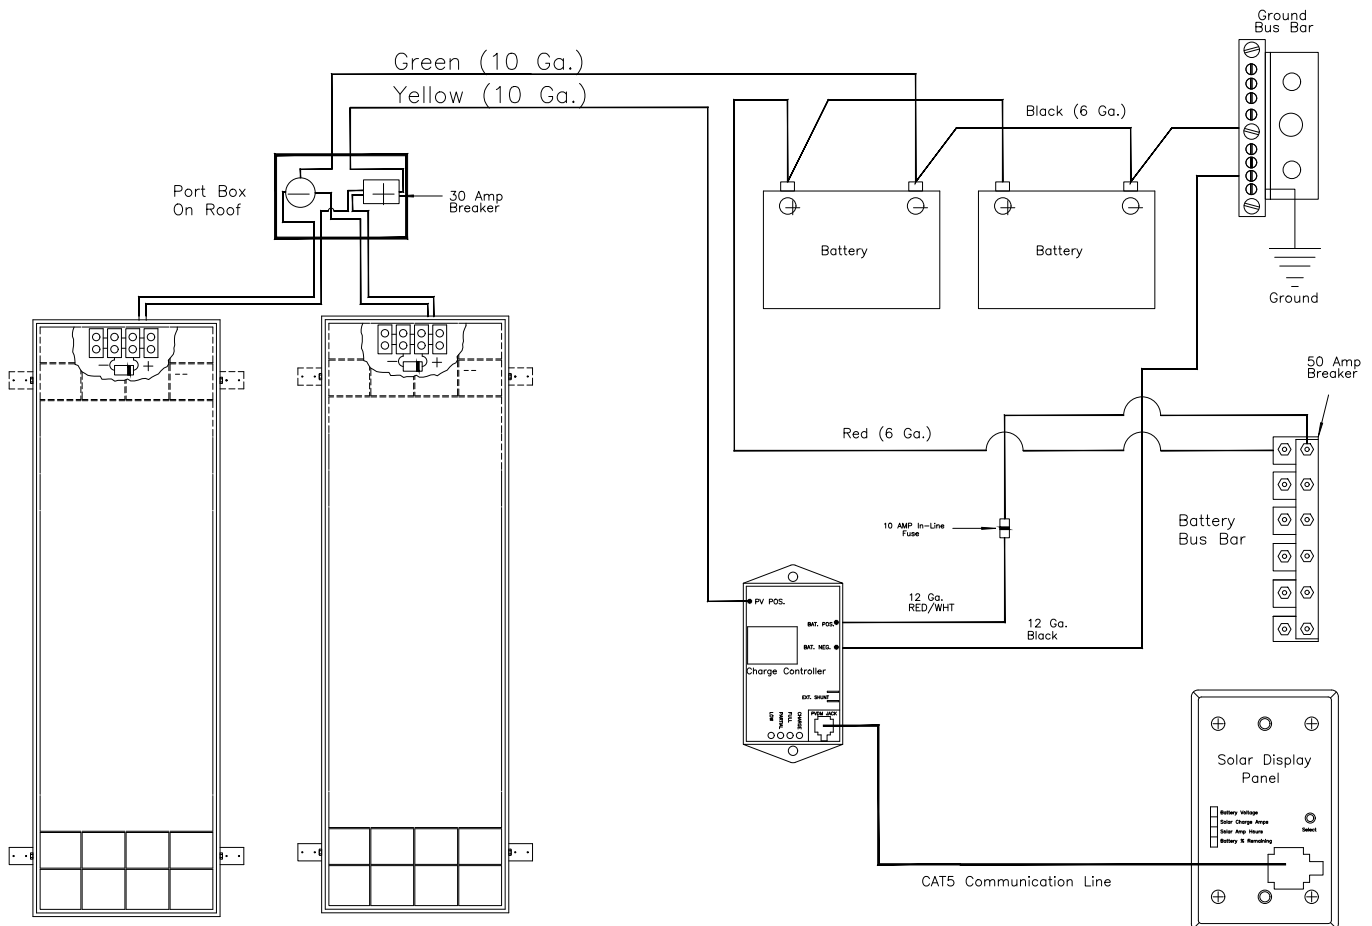 Ground
Bus Bar
Green (10 Ga.)
Yellow (10 Ga.)
Black (6 Ga.)
Port Box
On Roof
30 Amp
Breaker
Battery
Battery
Ground
50 Amp
Breaker
Red (6 Ga.)
10 AMP In-Line
Fuse
Battery
Bus Bar
PV POS.
12 Ga.
RED/WHT
BAT. POS.
12 Ga.
Black
BAT. NEG.
Charge Controller
EXT. SHUNT
LOW
PARTIAL
FULL
CHARGE
PVDM JACK
Solar Display
Panel
Battery Voltage
Solar Charge Amps
Solar Amp Hours
Battery % Remaining
Select
CAT5 Communication Line